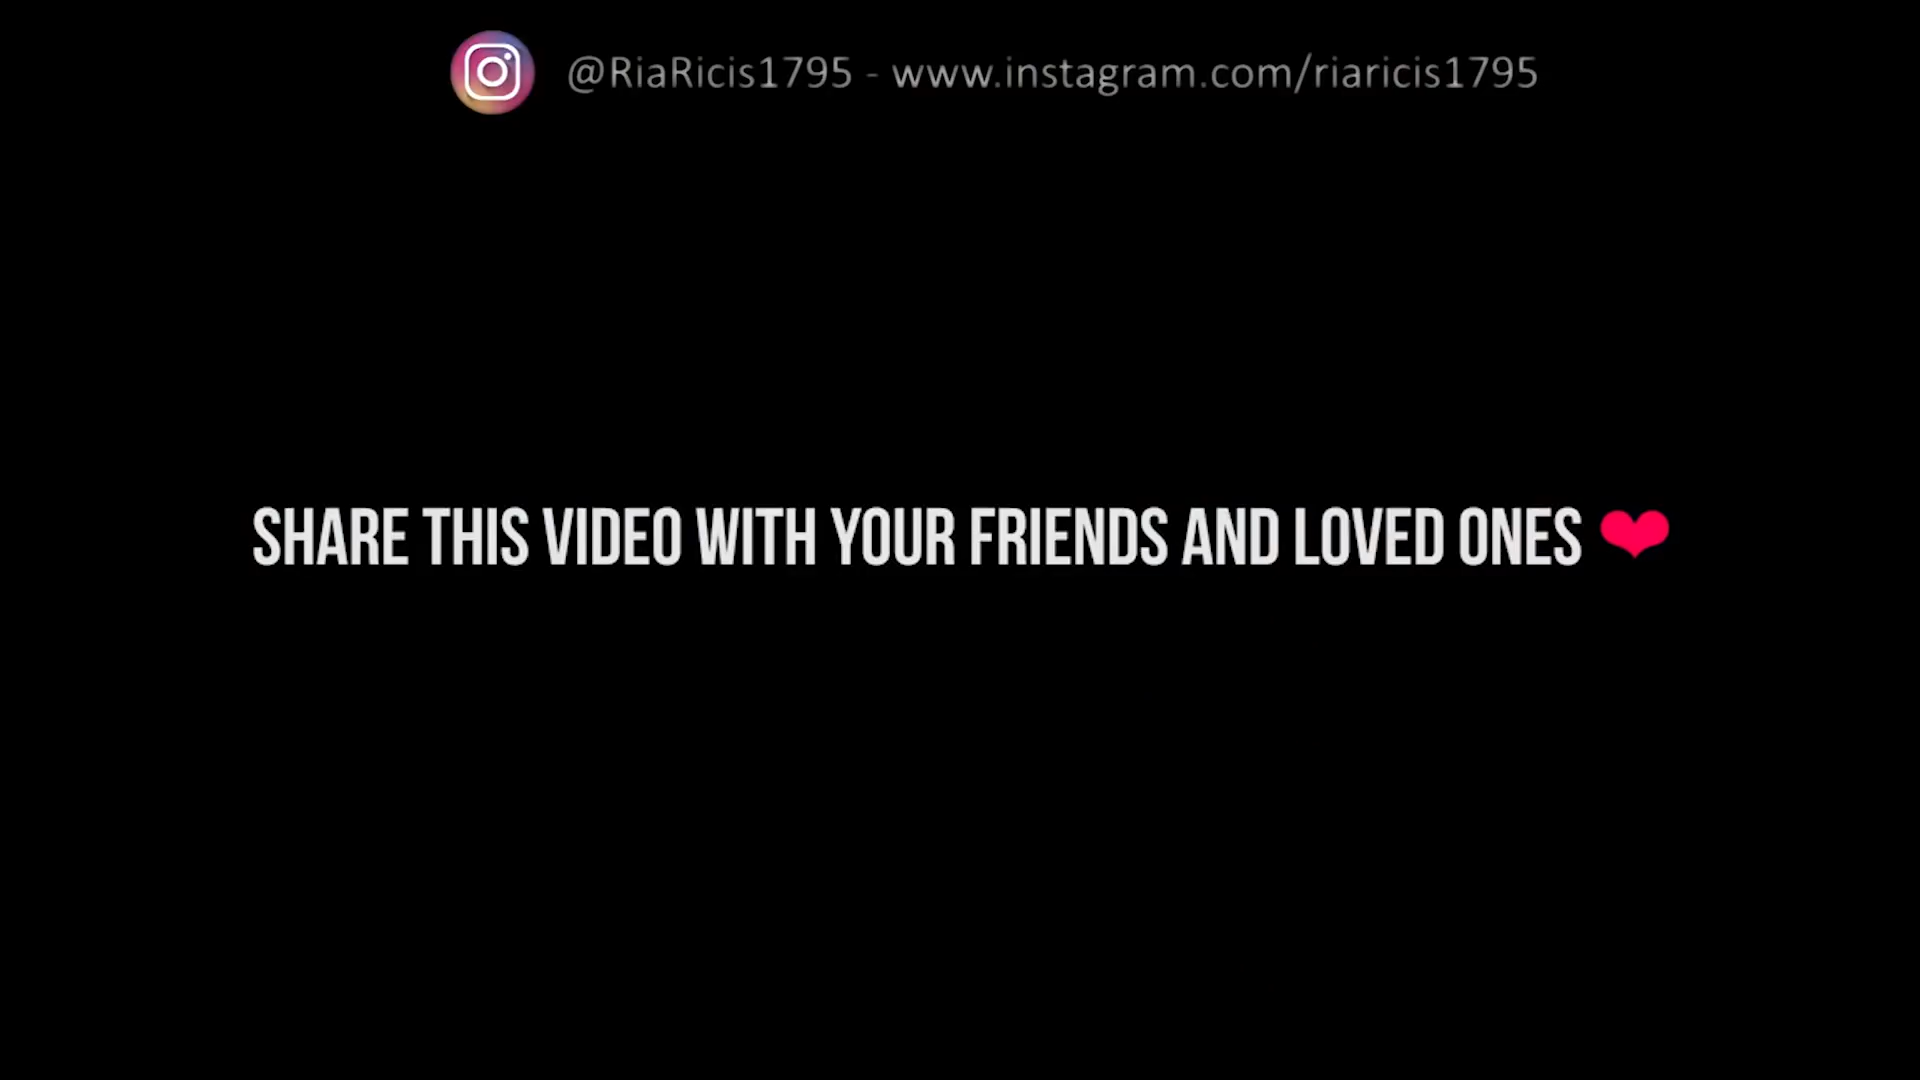 @RiaRicis1795 - www.instagram.com/riaricis1795
SHARE THIS VIDEO WITH YOUR FRIENDS AND LOVED ONES ❤